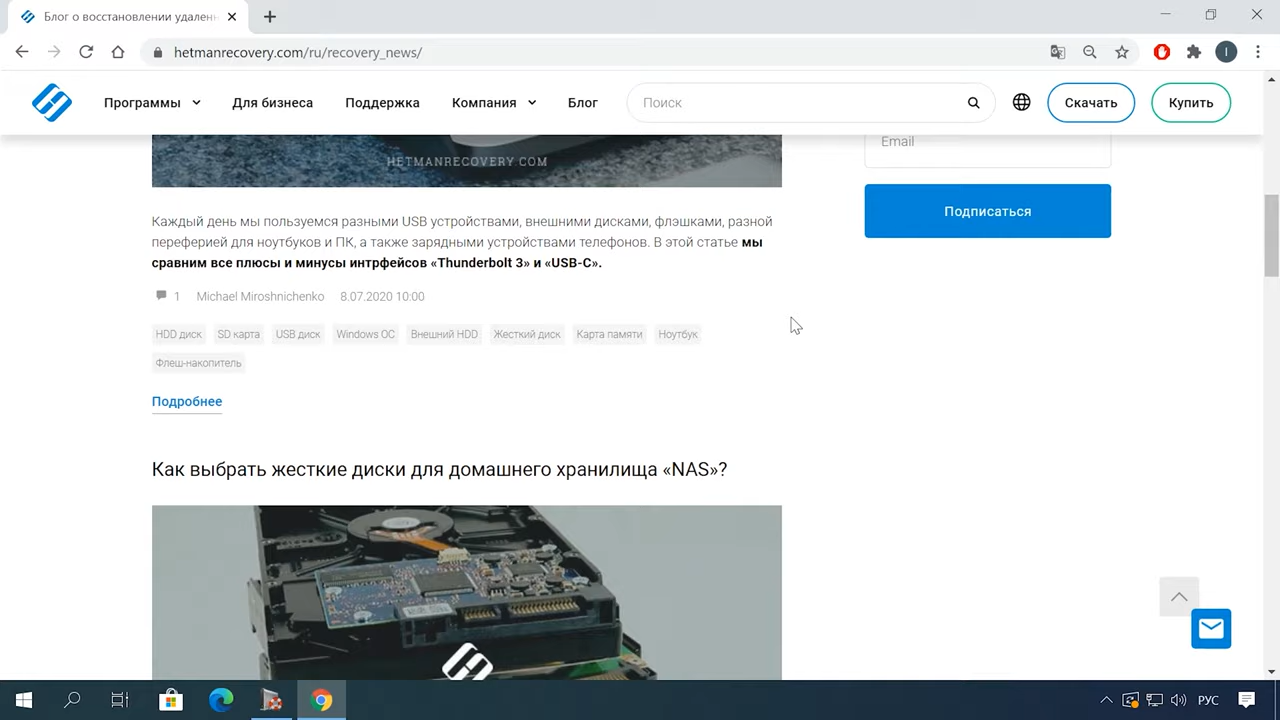 Блог о восстановлении удален
hetmanrecovery.com/ru/recovery_news/
I
Программы
Для бизнеса
Поддержка
Компания
Блог
Поиск
Скачать
Купить
HETMANRECOVERY COM
Email
Подписаться
Каждый день мы пользуемся разными USB устройствами, внешними дисками, флэшками, разной
переферией для ноутбуков и ПК, а также зарядными устройствами телефонов. В этой статье мы
сравним все плюсы и минусы интрфейсов «Thunderbolt 3» и «USB-C».
1 Michael Miroshnichenko 8.07.2020 10:00
HDD диск SD карта USB диск Windows ОС Внешний HDD Жесткий диск Карта памяти Ноутбук
Флеш-накопитель
Подробнее
Как выбрать жесткие диски для домашнего хранилища «NAS»?
РУС